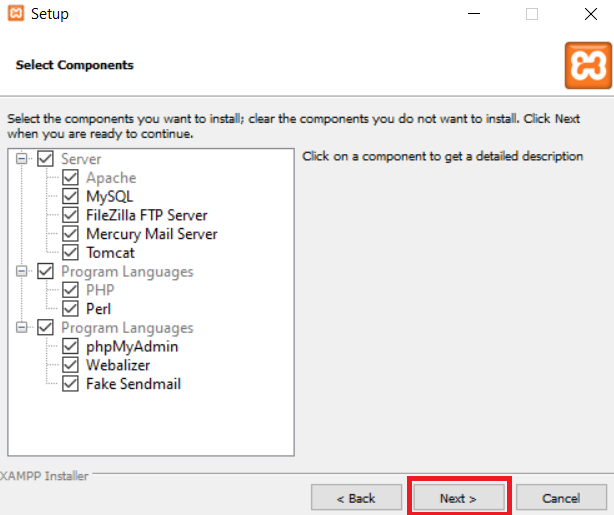 Setup
Select Components
Select the components you want to install; clear the components you do not want to install. Click Next
when you are ready to continue.
Click on a component to get a detailed description
Server
Apache
MySQL
FileZilla FTP Server
Mercury Mail Server
Tomcat
Program Languages
PHP
Perl
Program Languages
phpMyAdmin
Webalizer
Fake Sendmail
XAMPP Installer
< Back
Next >
Cancel